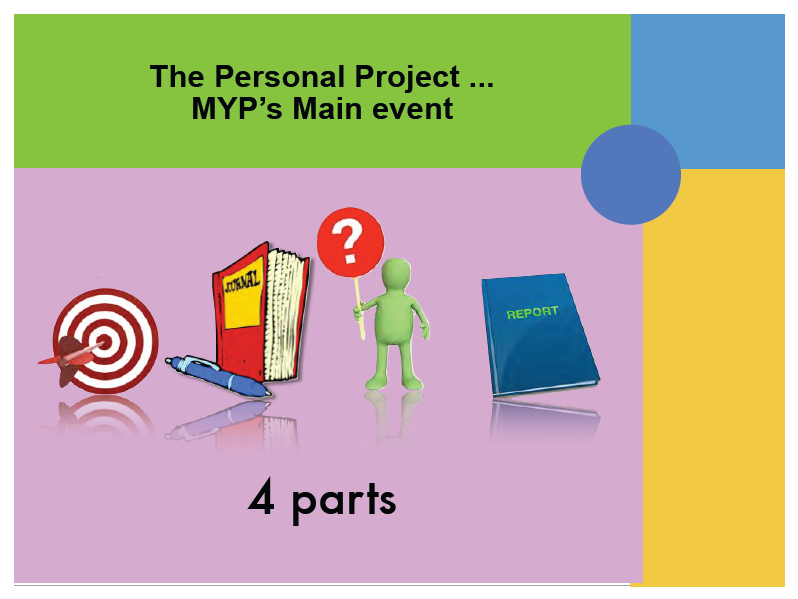 The Personal Project ...
MYP’s Main event
?
JOURNAL
REPORT
4 parts